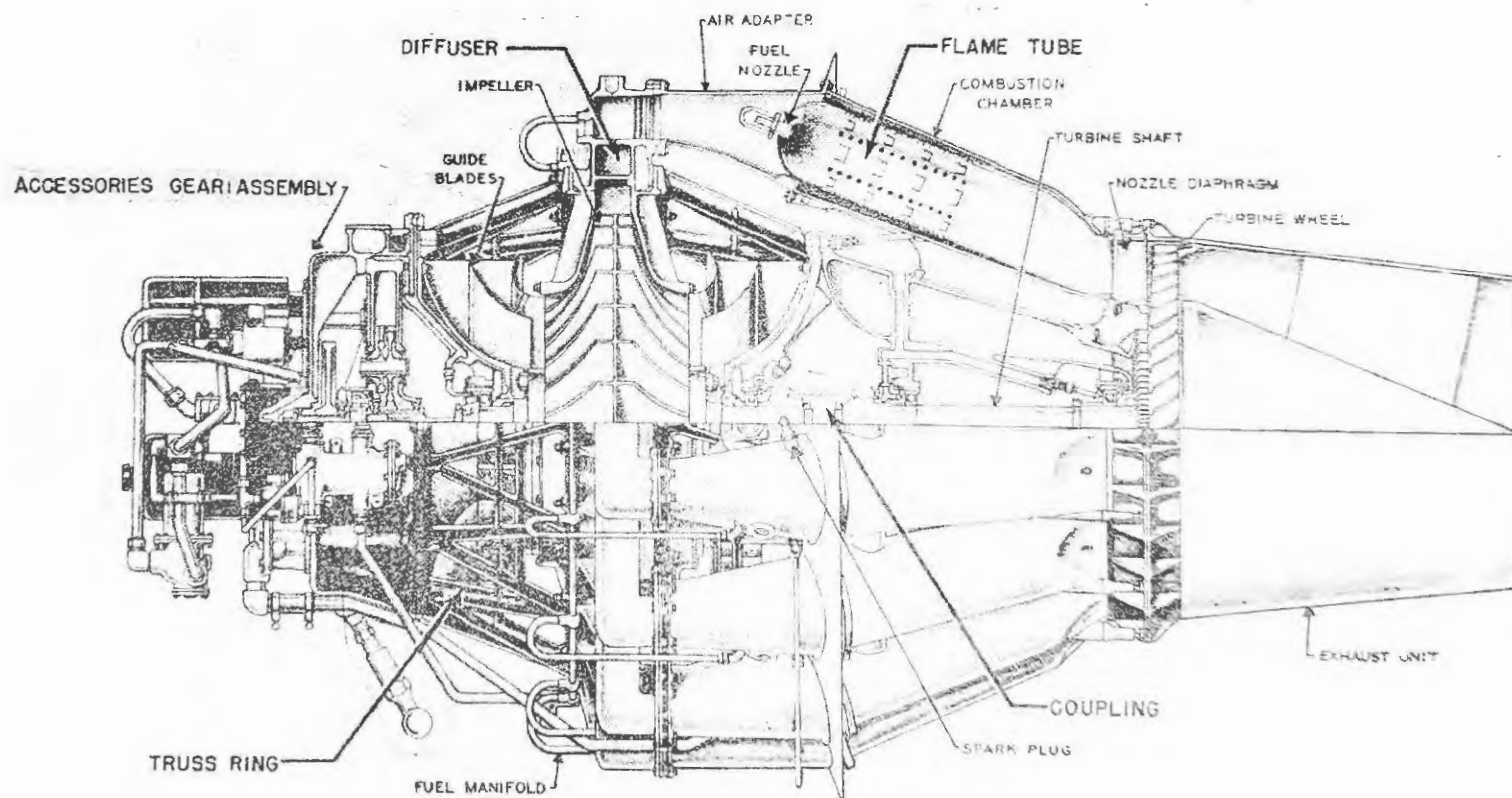 AIR ADAPTER
DIFFUSER
FUEL
NOZZLE
FLAME TUBE
IMPELLER
COMBUSTION
CHAMBER
TURBINE SHAFT
GUIDE
BLADES
ACCESSORIES GEAR ASSEMBLY
NOZZLE DIAPHRAGM
TURBINE WHEEL
EXHAUST UNIT
COUPLING
SPARK PLUG
TRUSS RING
FUEL MANIFOLD